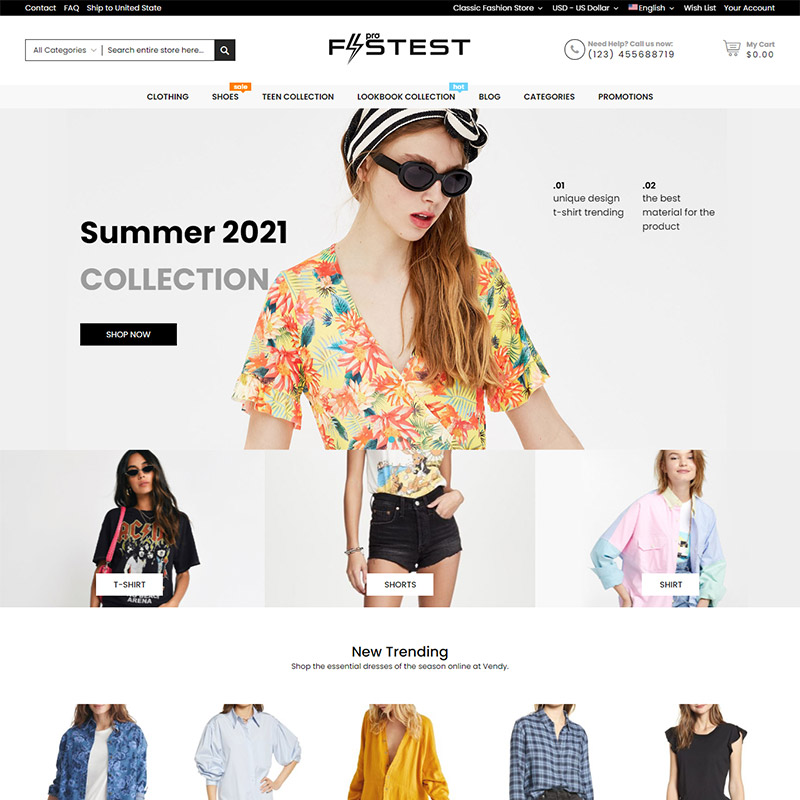 Contact FAQ Ship to United State
Classic Fashion Store USD - US Dollar English Wish List Your Account
All Categories Search entire store here...
pro
FASTEST
Need Help? Call us now:
(123) 455688719
My Cart
$0.00
sale
hot
CLOTHING SHOES TEEN COLLECTION LOOKBOOK COLLECTION BLOG CATEGORIES PROMOTIONS
.01
unique design
t-shirt trending
.02
the best
material for the
product
Summer 2021
COLLECTION
SHOP NOW
AC/DC
ARENA
T-SHIRT
SHORTS
SHIRT
New Trending
Shop the essential dresses of the season online at Vendy.